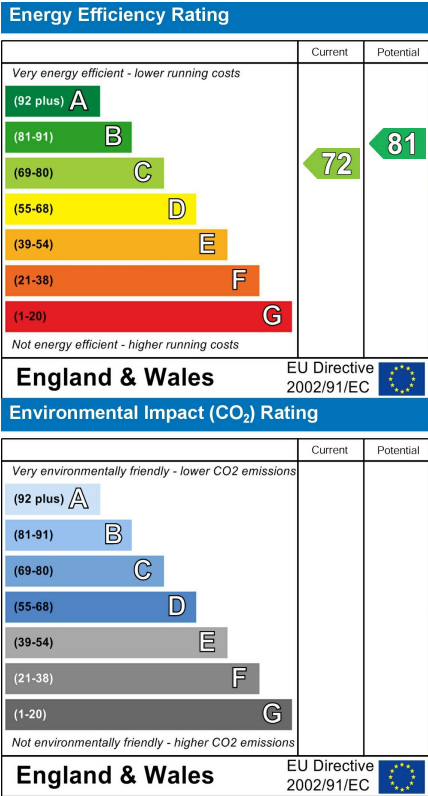 Energy Efficiency Rating
Current Potential
Very energy efficient - lower running costs
(92 plus) A
(81-91) B
81
(69-80) C
72
(55-68) D
(39-54) E
(21-38) F
(1-20) G
Not energy efficient - higher running costs
England & Wales
EU Directive
2002/91/EC
Environmental Impact (CO₂) Rating
Current Potential
Very environmentally friendly - lower CO2 emissions
(92 plus) A
(81-91) B
(69-80) C
(55-68) D
(39-54) E
(21-38) F
(1-20) G
Not environmentally friendly - higher CO2 emissions
England & Wales
EU Directive
2002/91/EC